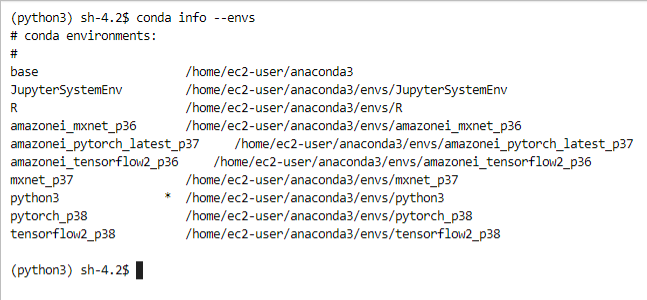 (python3) sh-4.2$ conda info --envs
# conda environments:
#
base                     /home/ec2-user/anaconda3
JupyterSystemEnv         /home/ec2-user/anaconda3/envs/JupyterSystemEnv
R                        /home/ec2-user/anaconda3/envs/R
amazonei_mxnet_p36       /home/ec2-user/anaconda3/envs/amazonei_mxnet_p36
amazonei_pytorch_latest_p37     /home/ec2-user/anaconda3/envs/amazonei_pytorch_latest_p37
amazonei_tensorflow2_p36     /home/ec2-user/anaconda3/envs/amazonei_tensorflow2_p36
mxnet_p37                /home/ec2-user/anaconda3/envs/mxnet_p37
python3               *  /home/ec2-user/anaconda3/envs/python3
pytorch_p38              /home/ec2-user/anaconda3/envs/pytorch_p38
tensorflow2_p38          /home/ec2-user/anaconda3/envs/tensorflow2_p38
(python3) sh-4.2$